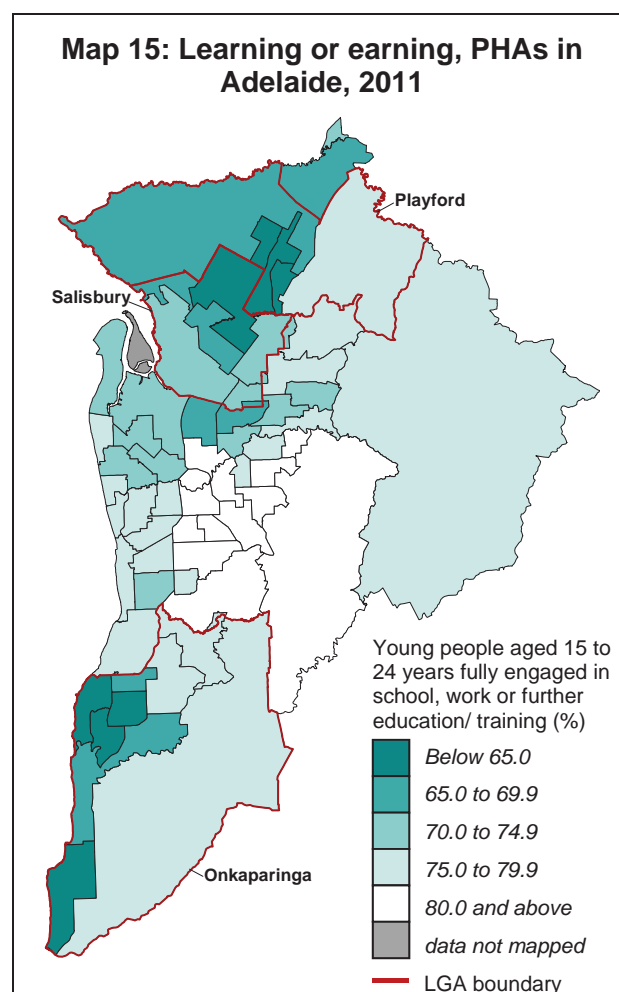 Map 15: Learning or earning, PHAs in
Adelaide, 2011
Playford
Salisbury
Onkaparinga
Young people aged 15 to
24 years fully engaged in
school, work or further
education/ training (%)
Below 65.0
65.0 to 69.9
70.0 to 74.9
75.0 to 79.9
80.0 and above
data not mapped
LGA boundary